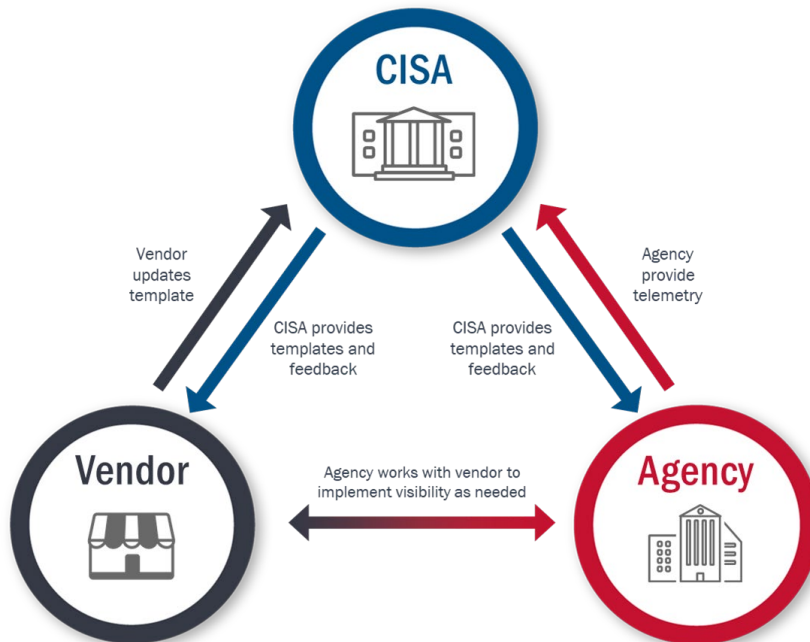 CISA
Vendor
updates
template
Agency
provide
telemetry
CISA provides
templates and
feedback
CISA provides
templates and
feedback
Vendor
Agency works with vendor to
implement visibility as needed
Agency